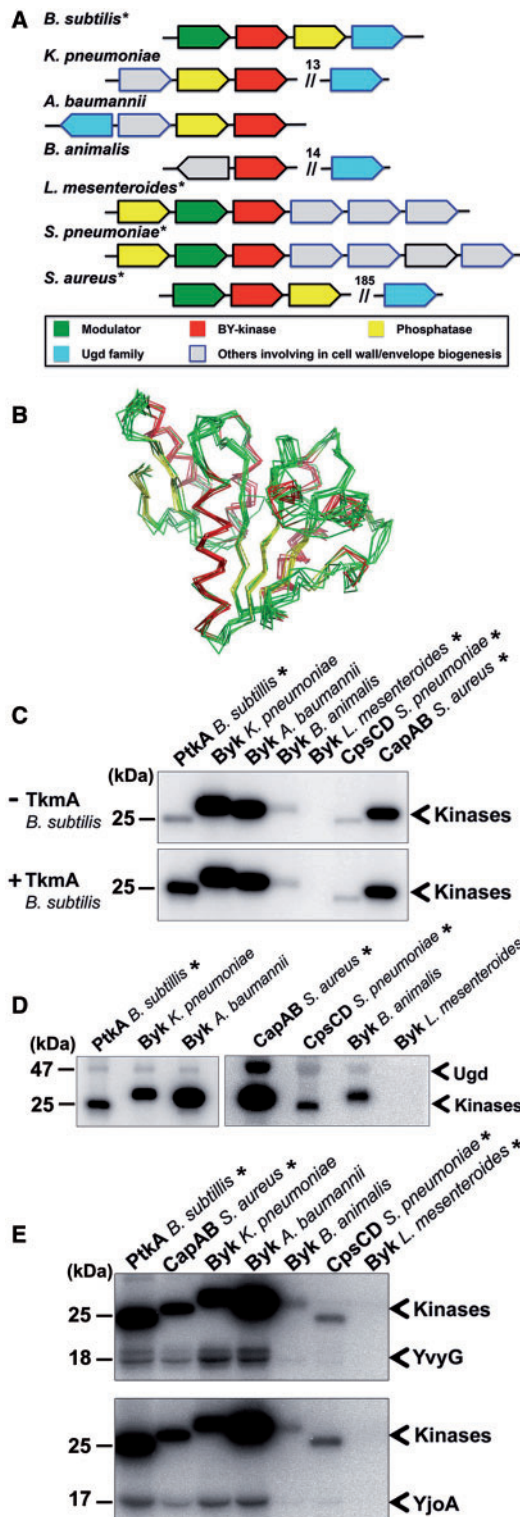 A
B. subtilis*
K. pneumoniae
13
//
A. baumannii
B. animalis
14
//
L. mesenteroides*
S. pneumoniae*
S. aureus*
185
//
Modulator
BY-kinase
Phosphatase
Ugd family
Others involving in cell wall/envelope biogenesis
B
C
PtkA B. subtillis *
Byk K. pneumoniae
Byk A. baumannii
Byk B. animalis
Byk L. mesenteroides *
CpsCD S. pneumoniae *
CapAB S. aureus *
(kDa)
- TkmA
B. subtilis
25
Kinases
+ TkmA
B. subtilis
25
Kinases
D
PtkA B. subtillis *
Byk K. pneumoniae
Byk A. baumannii
CapAB S. aureus *
CpsCD S. pneumoniae *
Byk B. animalis
Byk L. mesenteroides *
(kDa)
47
Ugd
25
Kinases
E
PtkA B. subtillis *
CapAB S. aureus *
Byk K. pneumoniae
Byk A. baumannii
Byk B. animalis
CpsCD S. pneumoniae *
Byk L. mesenteroides *
(kDa)
25
Kinases
18
YvyG
25
Kinases
17
YjoA